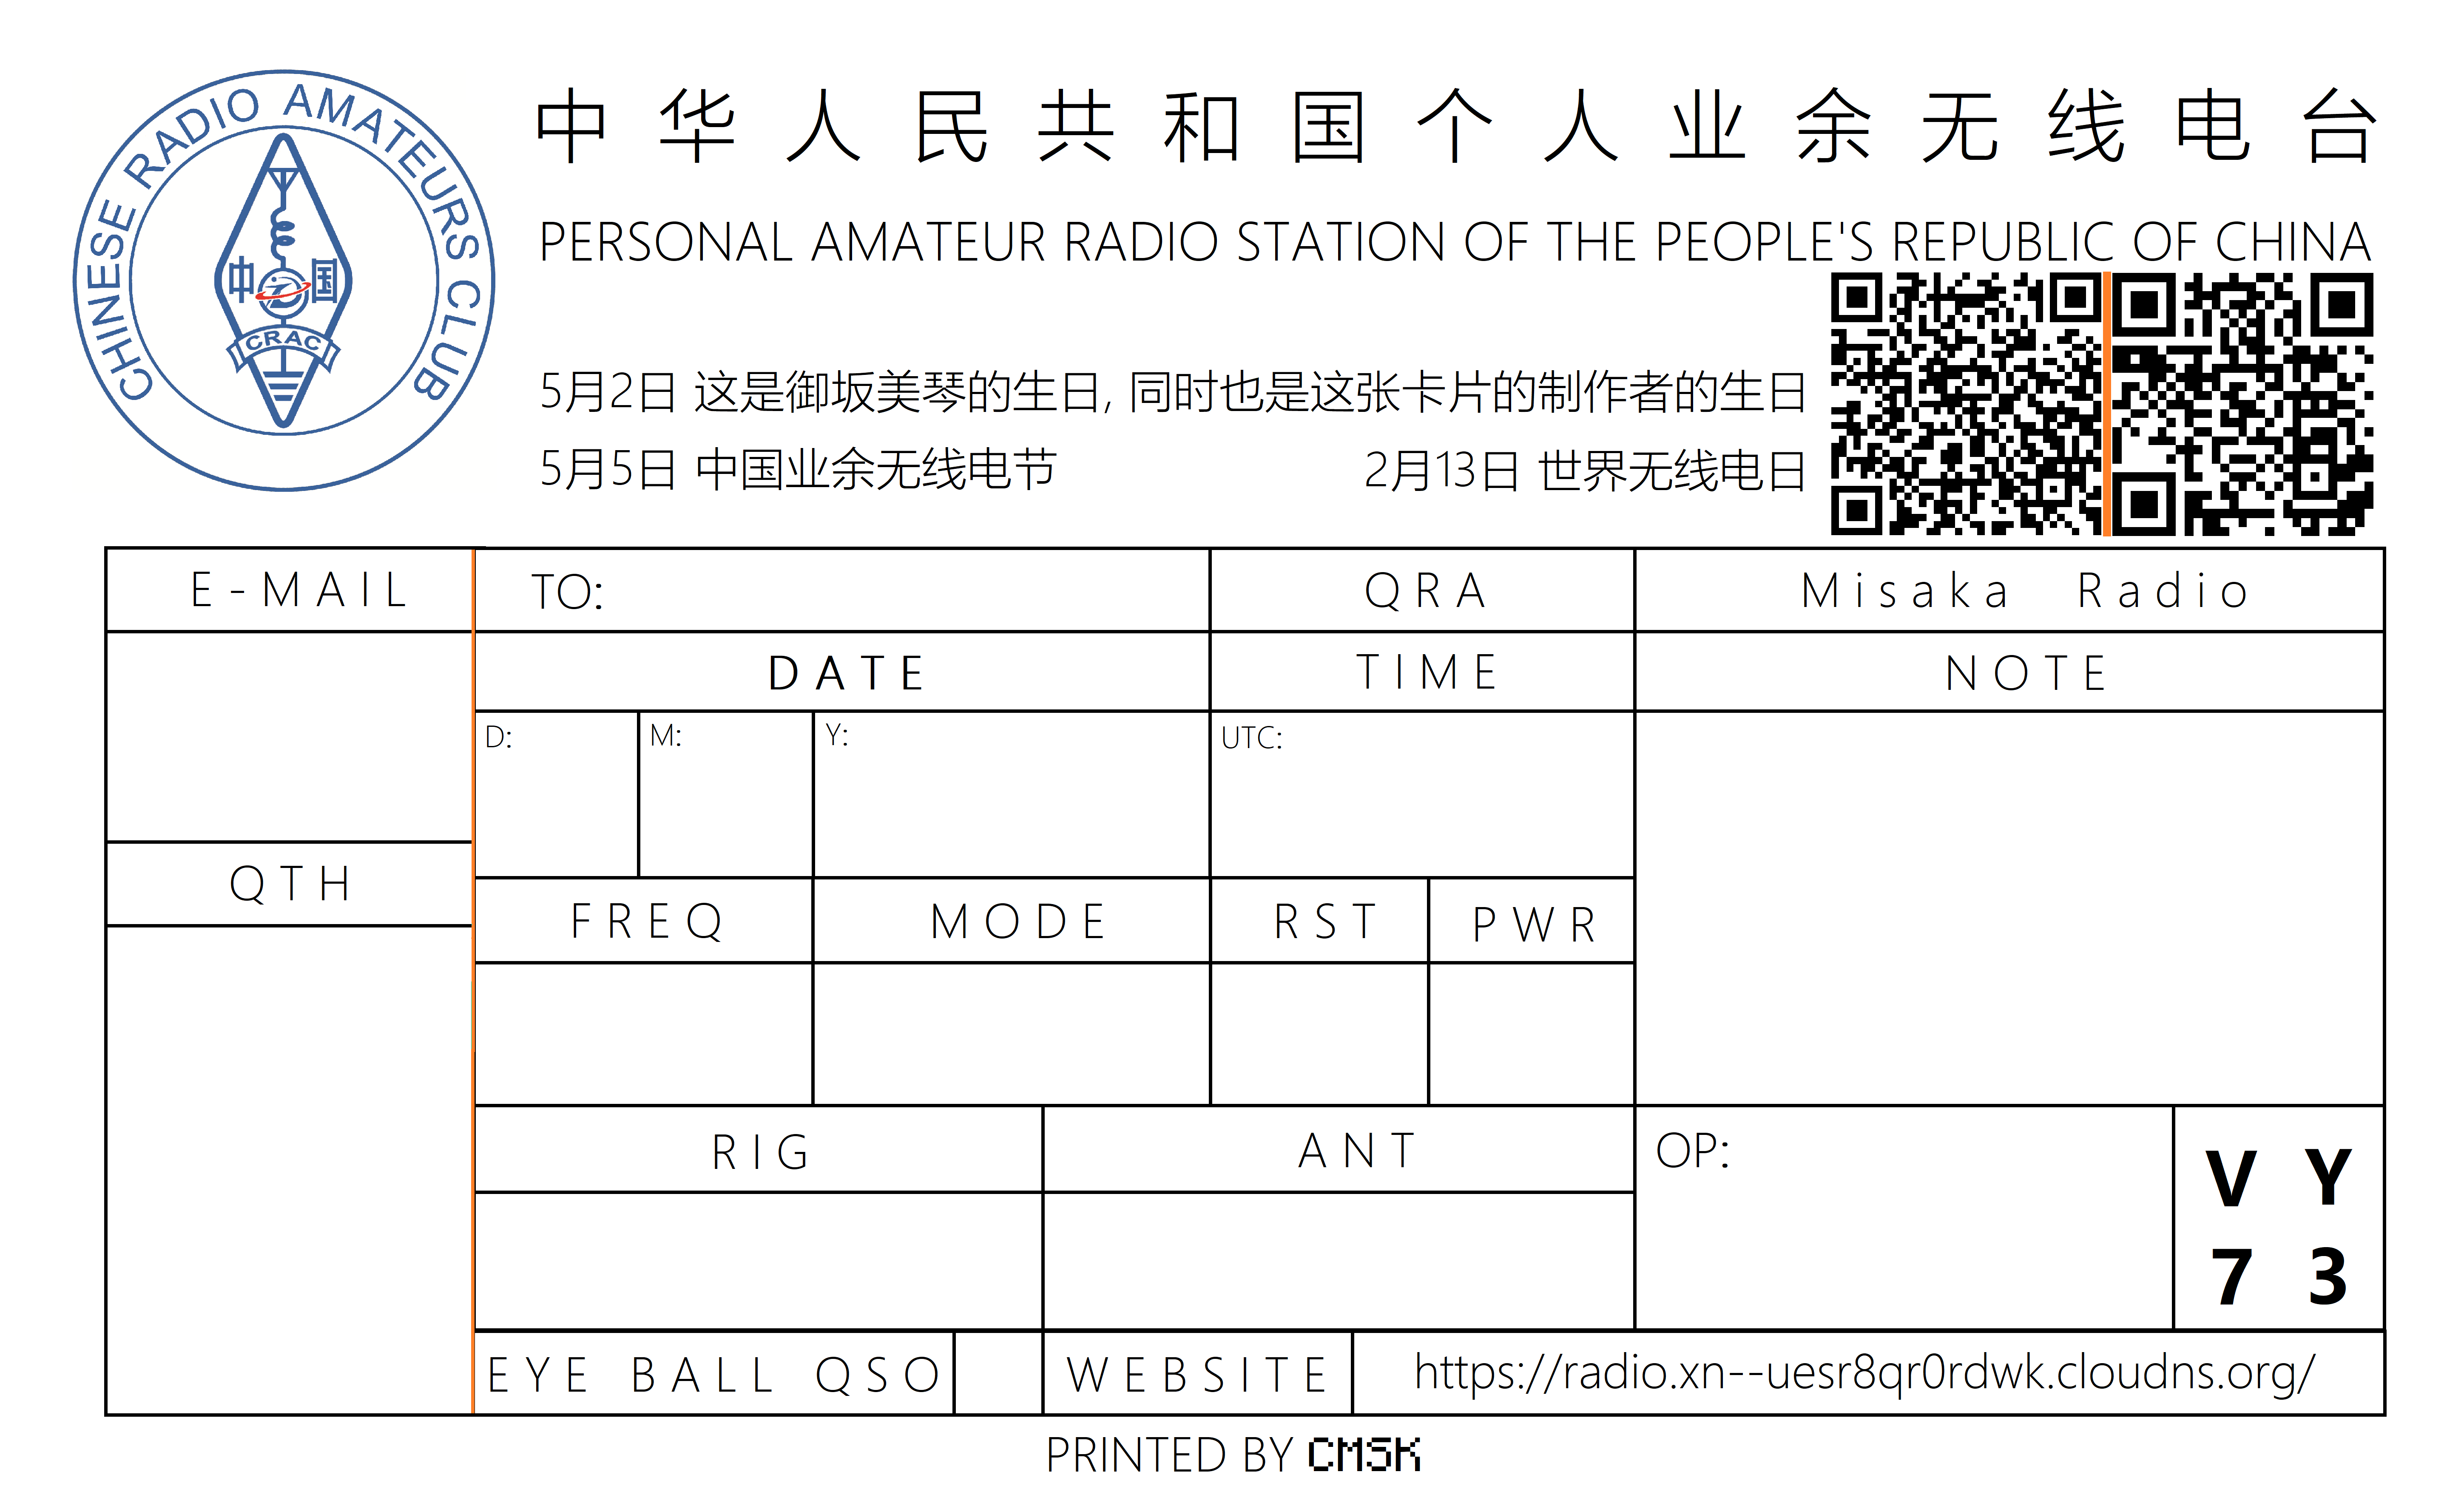 CHINESE RADIO AMATEURS CLUB
中国
CRAC
中华人民共和国个人业余无线电台
PERSONAL AMATEUR RADIO STATION OF THE PEOPLE'S REPUBLIC OF CHINA
5月2日 这是御坂美琴的生日, 同时也是这张卡片的制作者的生日
5月5日 中国业余无线电节 2月13日 世界无线电日
E-MAIL TO: QRA Misaka Radio
DATE TIME NOTE
D: M: Y: UTC:
QTH
FREQ MODE RST PWR
RIG ANT OP: VY
73
EYE BALL QSO WEBSITE https://radio.xn--uesr8qr0rdwk.cloudns.org/
PRINTED BY CMSK